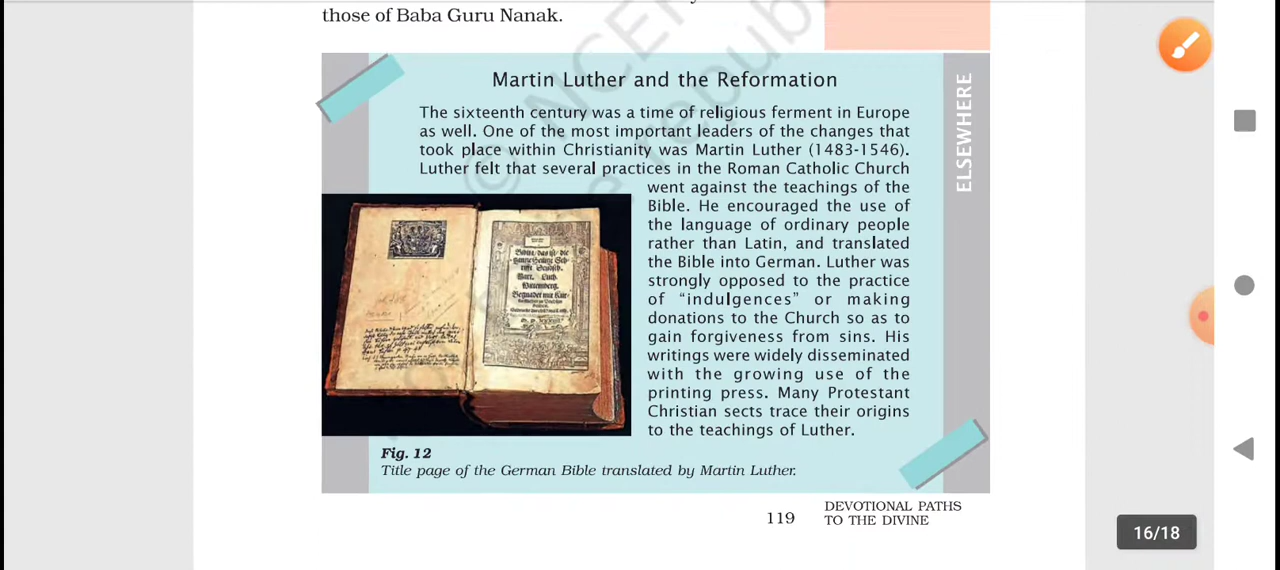 those of Baba Guru Nanak.
Martin Luther and the Reformation
ELSEWHERE
The sixteenth century was a time of religious ferment in Europe
as well. One of the most important leaders of the changes that
took place within Christianity was Martin Luther (1483-1546).
Luther felt that several practices in the Roman Catholic Church
went against the teachings of the
Bible. He encouraged the use of
the language of ordinary people
rather than Latin, and translated
the Bible into German. Luther was
strongly opposed to the practice
of “indulgences” or making
donations to the Church so as to
gain forgiveness from sins. His
writings were widely disseminated
with the growing use of the
printing press. Many Protestant
Christian sects trace their origins
to the teachings of Luther.
Fig. 12
Title page of the German Bible translated by Martin Luther.
119
DEVOTIONAL PATHS
TO THE DIVINE
16/18